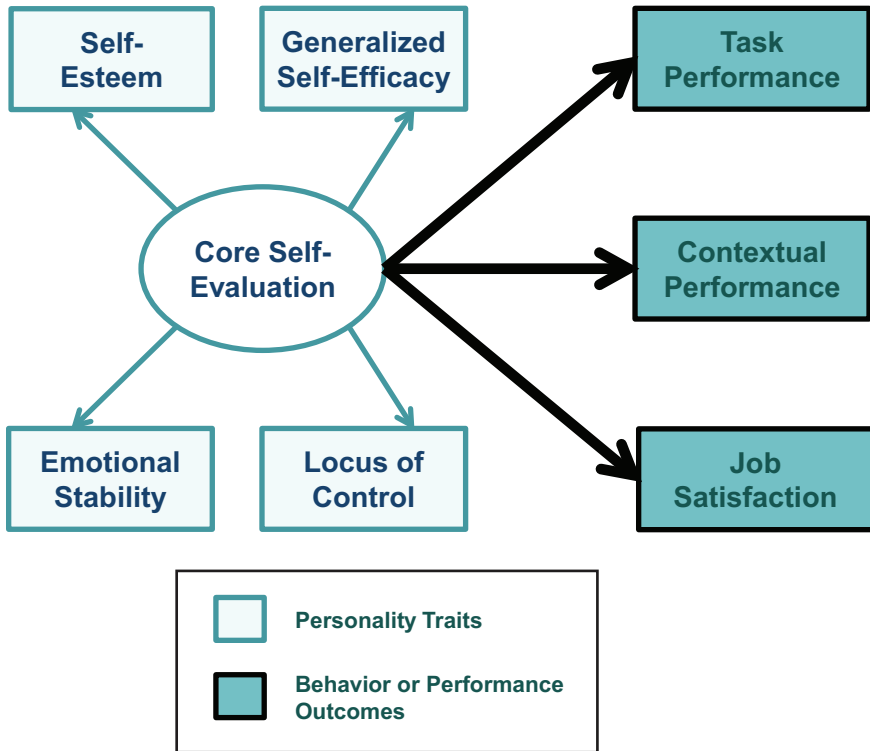 Self-
Esteem
Generalized
Self-Efficacy
Task
Performance
Core Self-
Evaluation
Contextual
Performance
Emotional
Stability
Locus of
Control
Job
Satisfaction
Personality Traits
Behavior or Performance
Outcomes